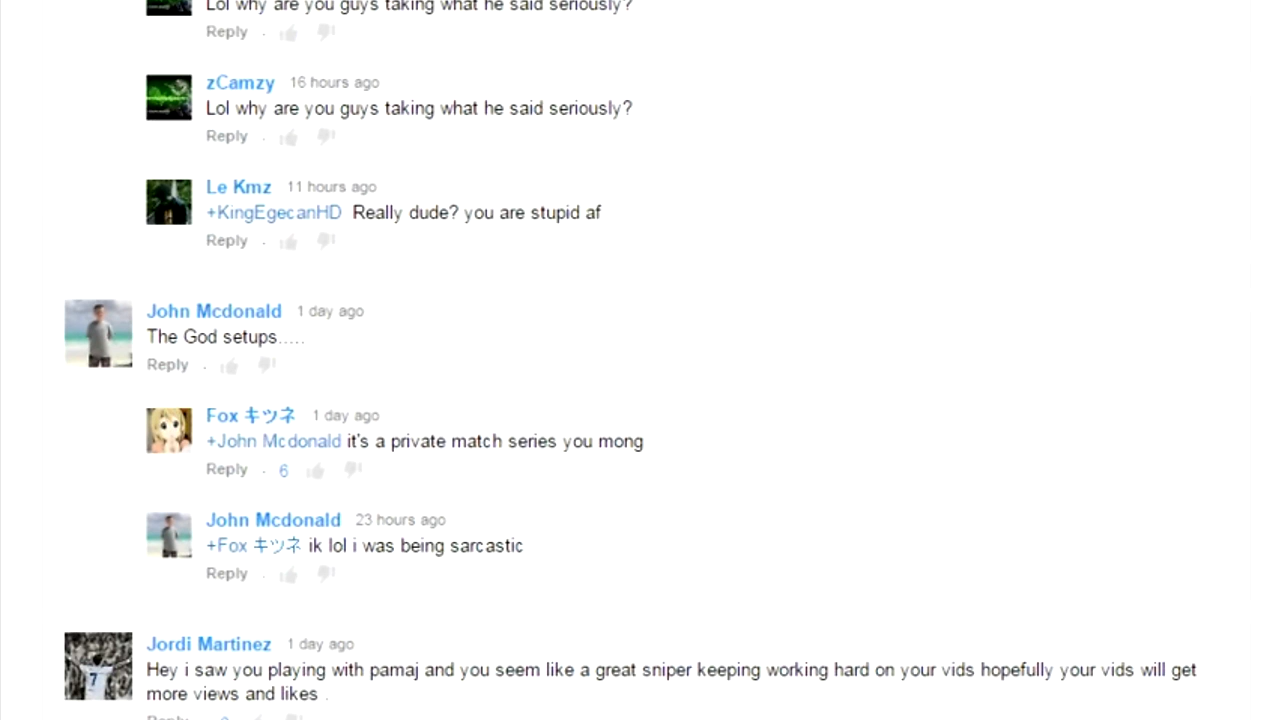 Lol why are you guys taking what he said seriously?
Reply .
zCamzy 16 hours ago
Lol why are you guys taking what he said seriously?
Reply .
Le Kmz 11 hours ago
+KingEgecanHD Really dude? you are stupid af
Reply .
John Mcdonald 1 day ago
The God setups.....
Reply .
Fox キツネ 1 day ago
+John Mcdonald it's a private match series you mong
Reply . 6
John Mcdonald 23 hours ago
+Fox キツネ ik lol i was being sarcastic
Reply .
Jordi Martinez 1 day ago
Hey i saw you playing with pamaj and you seem like a great sniper keeping working hard on your vids hopefully your vids will get
more views and likes .
Reply